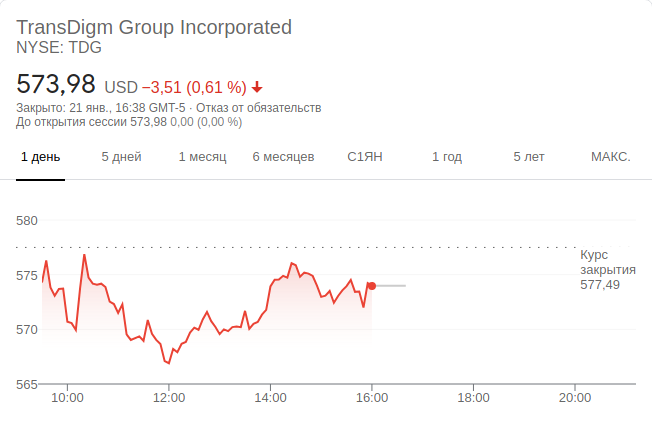 TransDigm Group Incorporated
NYSE: TDG
573,98 USD −3,51 (0,61 %)
Закрыто: 21 янв., 16:38 GMT-5 · Отказ от обязательств
До открытия сессии 573,98 0,00 (0,00 %)
1 день 5 дней 1 месяц 6 месяцев С1ЯН 1 год 5 лет МАКС.
580
Курс
закрытия
577,49
575
570
565
10:00 12:00 14:00 16:00 18:00 20:00